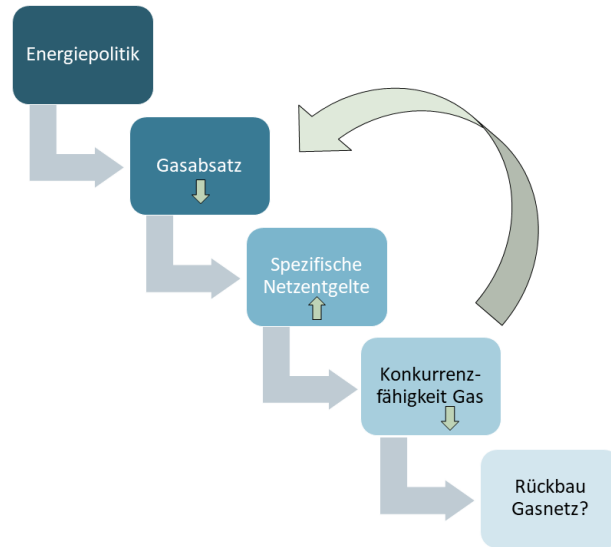 Energiepolitik
Gasabsatz
Spezifische
Netzentgelte
Konkurrenz-
fähigkeit Gas
Rückbau
Gasnetz?